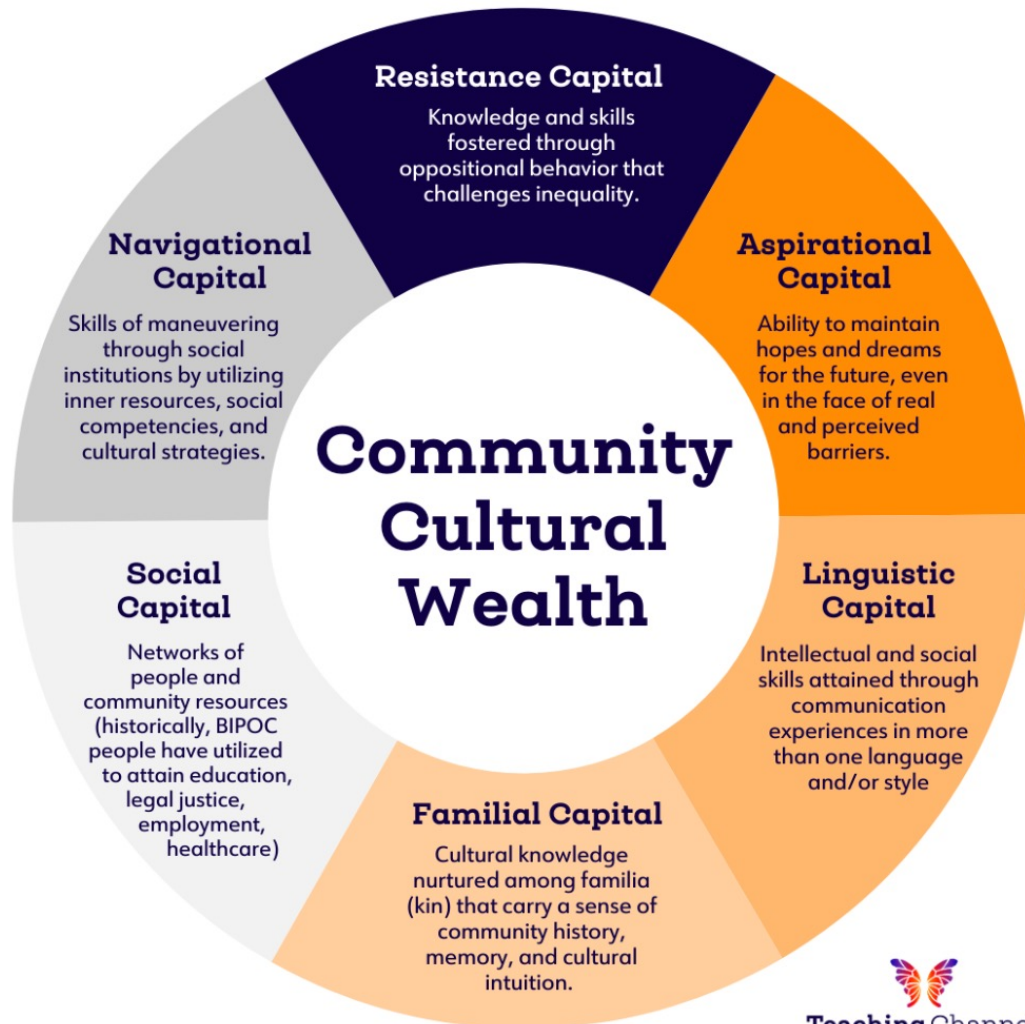 Resistance Capital
Knowledge and skills
fostered through
oppositional behavior that
challenges inequality.
Aspirational
Capital
Ability to maintain
hopes and dreams
for the future, even
in the face of real
and perceived
barriers.
Linguistic
Capital
Intellectual and social
skills attained through
communication
experiences in more
than one language
and/or style
Familial Capital
Cultural knowledge
nurtured among familia
(kin) that carry a sense of
community history,
memory, and cultural
intuition.
Social
Capital
Networks of
people and
community resources
(historically, BIPOC
people have utilized
to attain education,
legal justice,
employment,
healthcare)
Navigational
Capital
Skills of maneuvering
through social
institutions by utilizing
inner resources, social
competencies, and
cultural strategies.
Community
Cultural
Wealth
Teaching